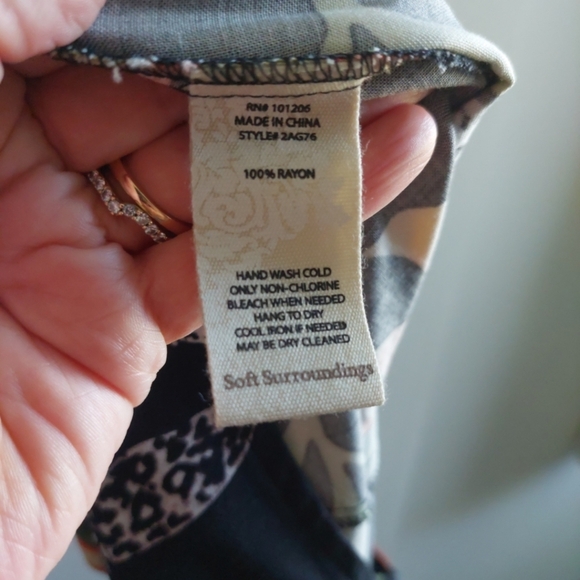 RN# 101206
MADE IN CHINA
STYLE# 2AG76
100% RAYON
HAND WASH COLD
ONLY NON-CHLORINE
BLEACH WHEN NEEDED
HANG TO DRY
COOL IRON IF NEEDED
MAY BE DRY CLEANED
Soft Surroundings